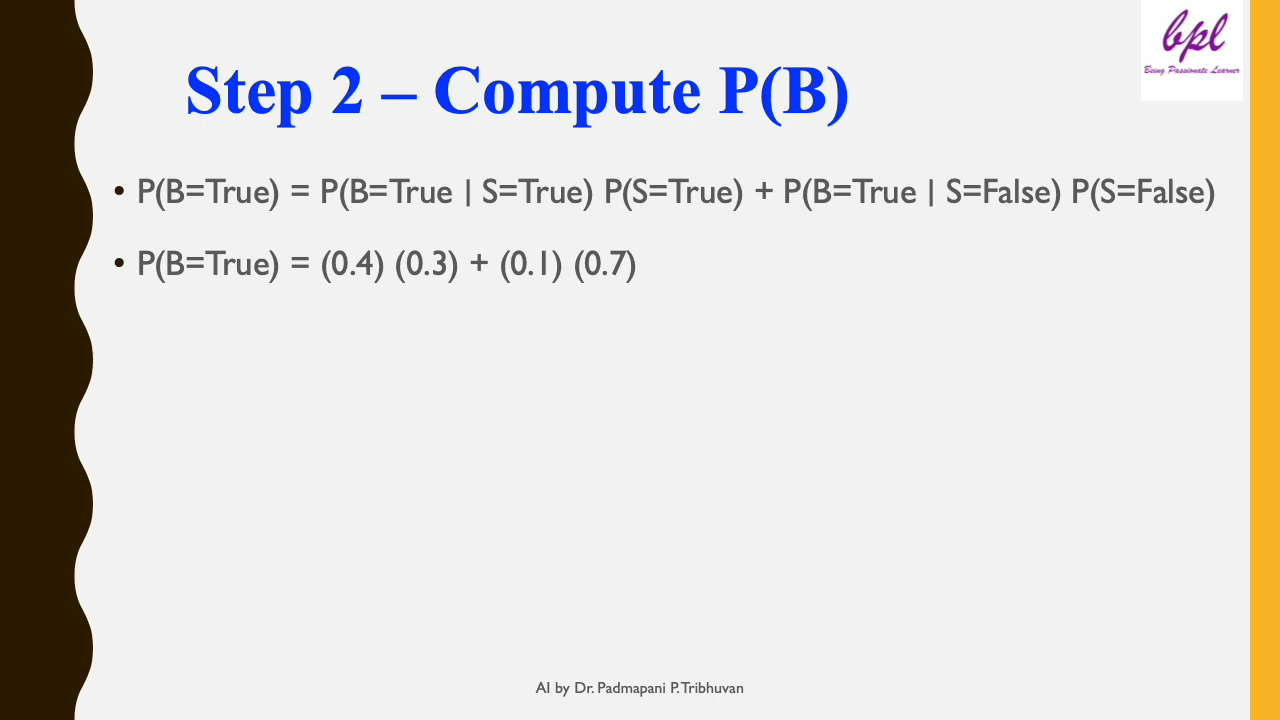 bpl
Being Passionate Learner
Step 2 – Compute P(B)
• P(B=True) = P(B=True | S=True) P(S=True) + P(B=True | S=False) P(S=False)
• P(B=True) = (0.4) (0.3) + (0.1) (0.7)
AI by Dr. Padmapani P. Tribhuvan